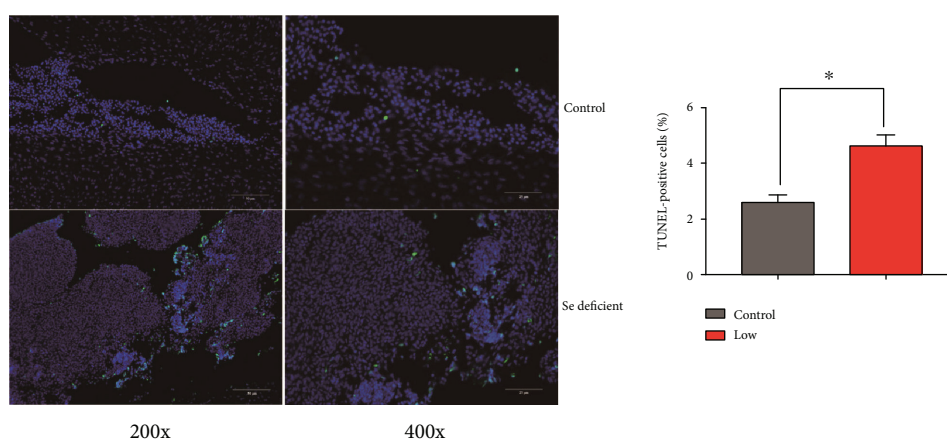 Control
Se deficient
200x
400x
*
6
4
2
0
TUNEL-positive cells (%)
Control
Low